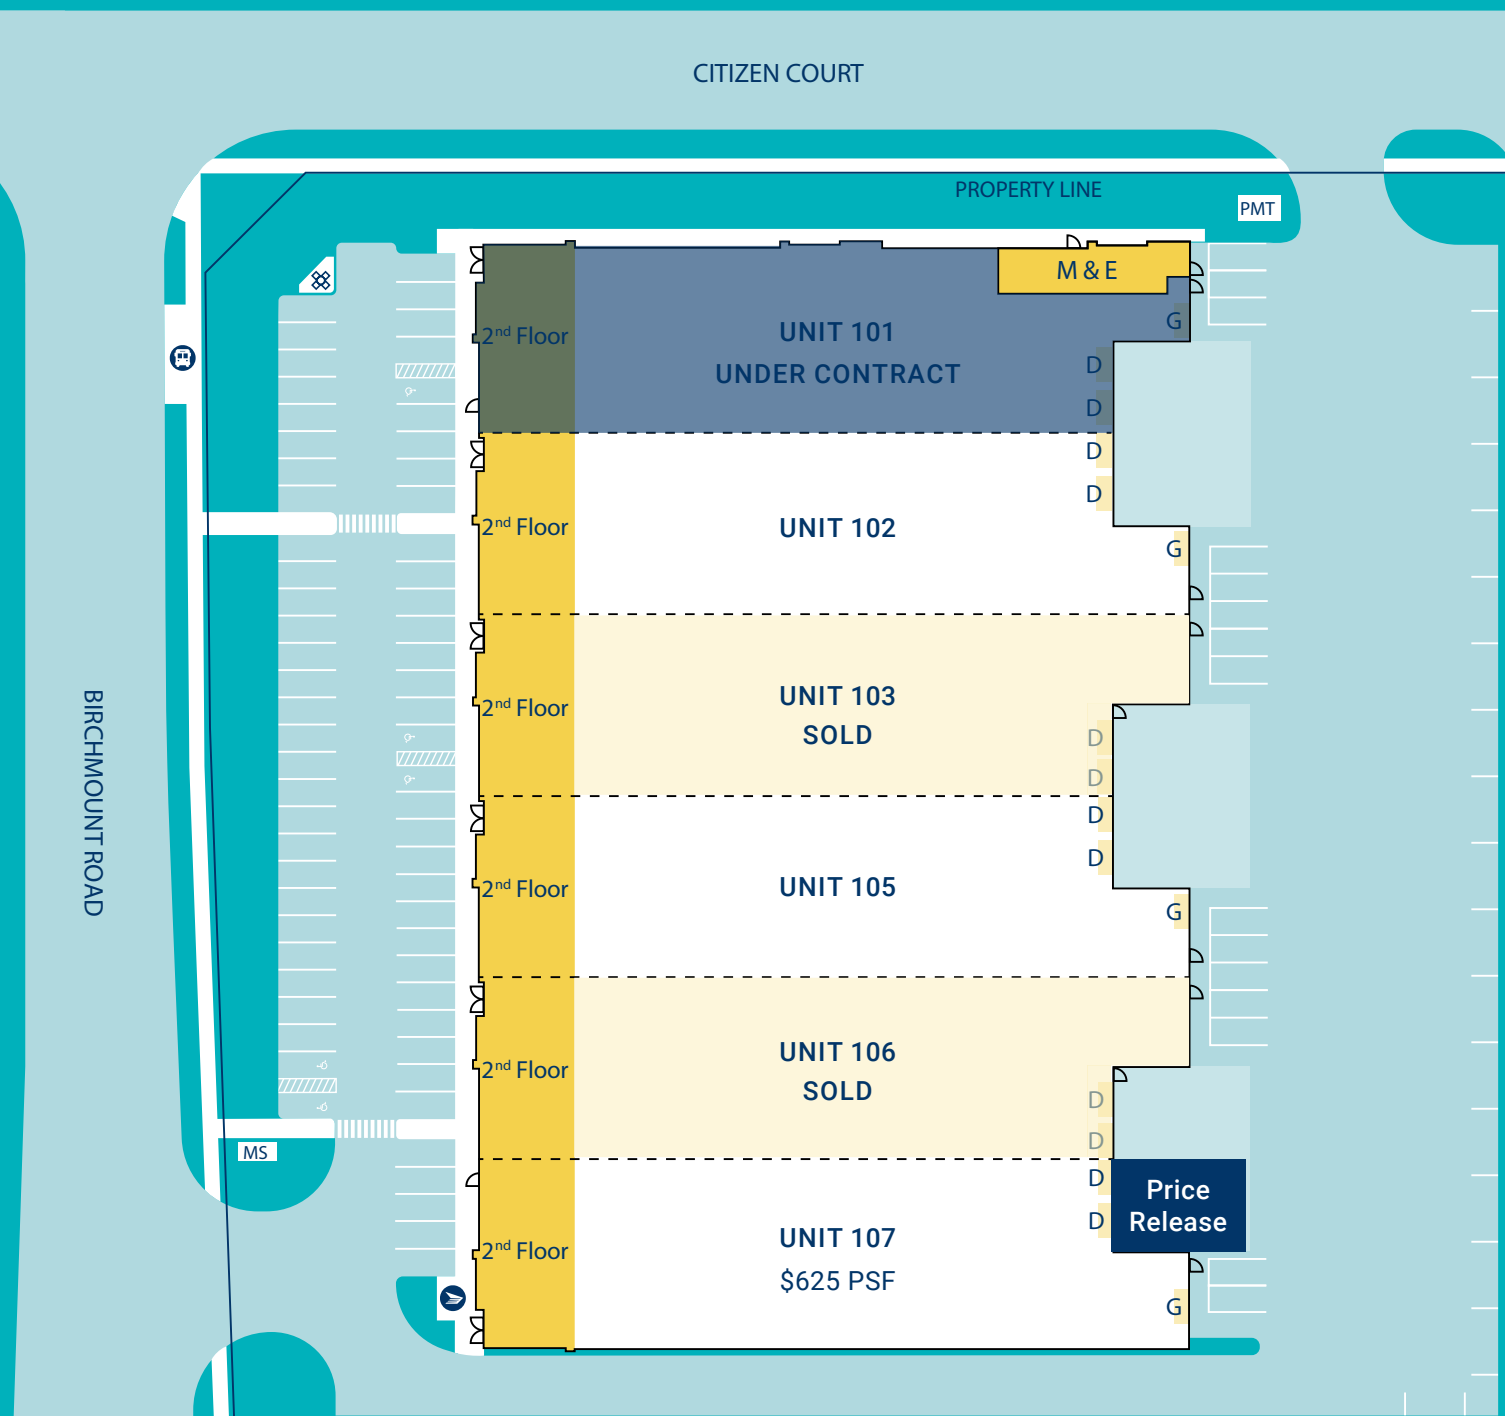 CITIZEN COURT
PROPERTY LINE
PMT
M & E
G
2nd Floor
UNIT 101
UNDER CONTRACT
D
D
D
D
2nd Floor
UNIT 102
G
BIRCHMOUNT ROAD
2nd Floor
UNIT 103
SOLD
D
D
D
D
2nd Floor
UNIT 105
G
2nd Floor
UNIT 106
SOLD
D
D
MS
D
D
Price
Release
2nd Floor
UNIT 107
$625 PSF
G